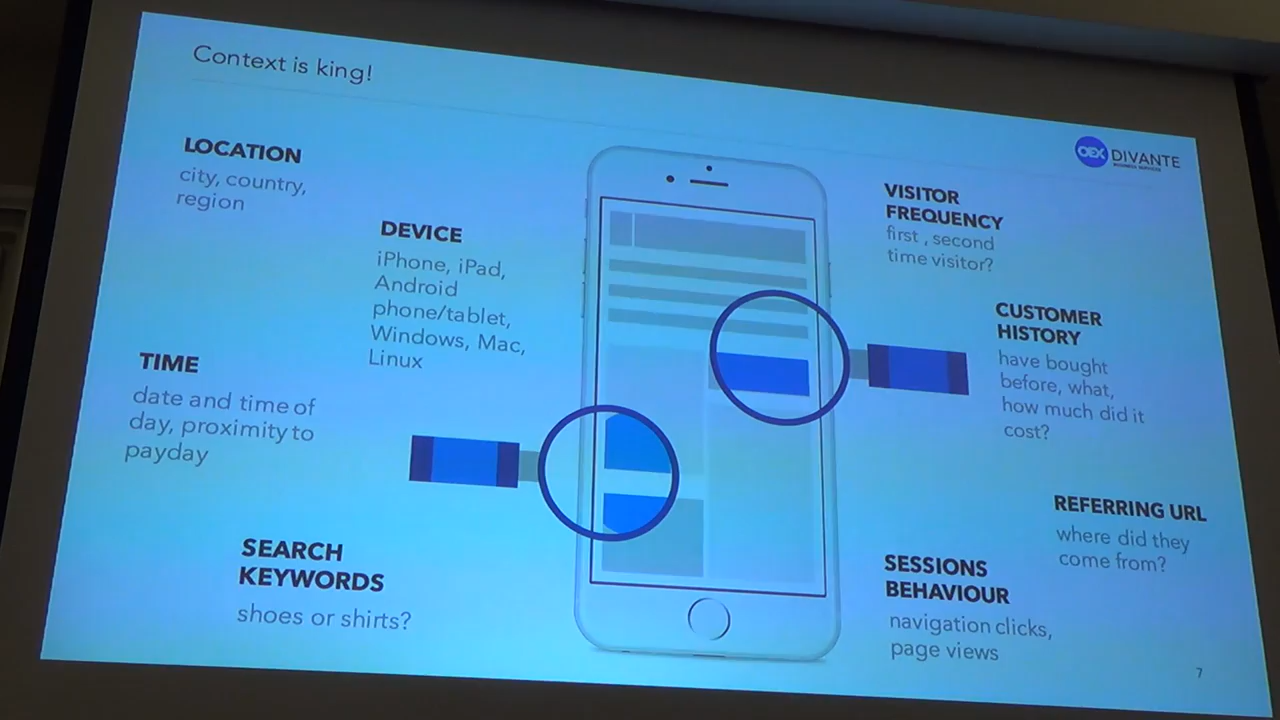 Context is king!
OEX DIVANTE
BUSINESS SERVICES
LOCATION
city, country,
region
DEVICE
iPhone, iPad,
Android
phone/tablet,
Windows, Mac,
Linux
TIME
date and time of
day, proximity to
payday
SEARCH
KEYWORDS
shoes or shirts?
VISITOR
FREQUENCY
first , second
time visitor?
CUSTOMER
HISTORY
have bought
before, what,
how much did it
cost?
REFERRING URL
where did they
come from?
SESSIONS
BEHAVIOUR
navigation clicks,
page views
7